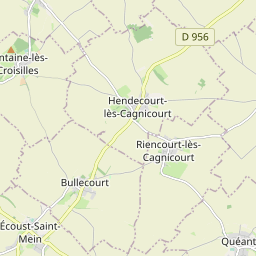 D 956
ntaine-lès-
Croisilles
Hendecourt-
lès-Cagnicourt
Riencourt-lès-
Cagnicourt
Bullecourt
Écoust-Saint-
Mein
Quéant